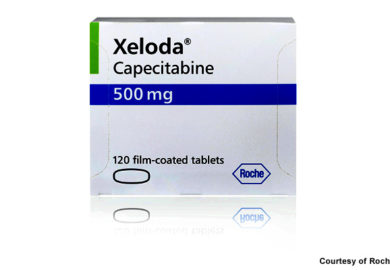 Xeloda®
Capecitabine
500 mg
120 film-coated tablets
Roche
Courtesy of Roch